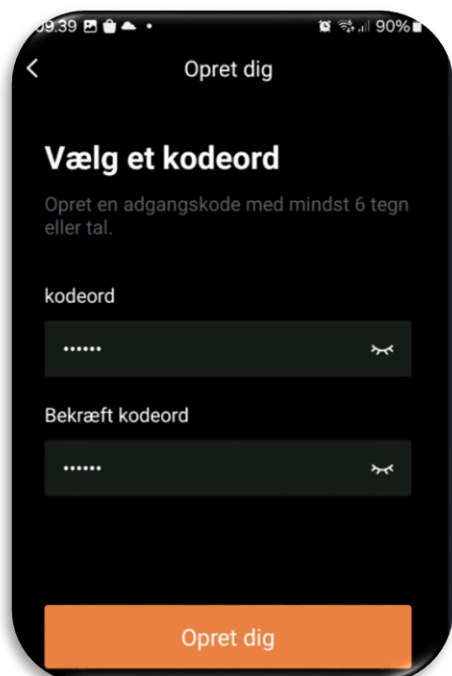 09.39
90%
Opret dig
Vælg et kodeord
Opret en adgangskode med mindst 6 tegn
eller tal.
kodeord
••••••
Bekræft kodeord
••••••
Opret dig